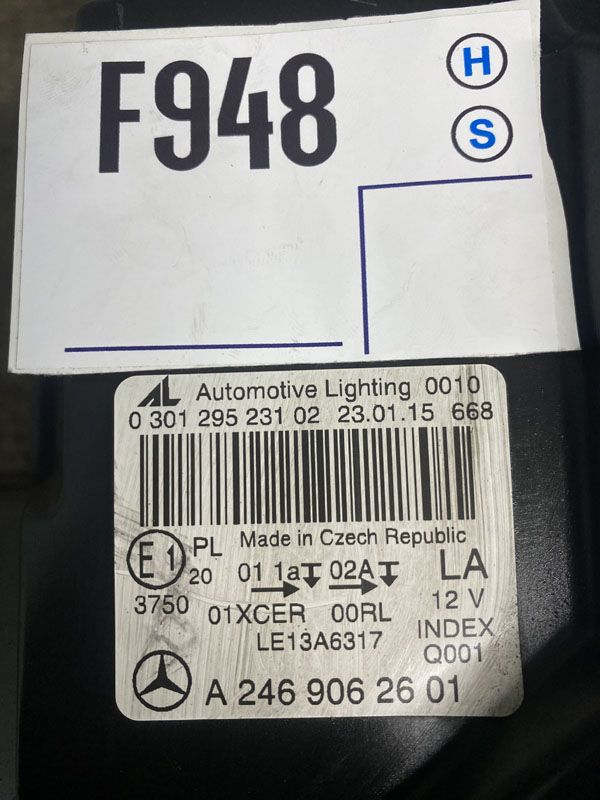 F948
H
S
AL Automotive Lighting 0010
0 301 295 231 02 23.01.15 668
Made in Czech Republic
E1 PL 20 01 1a 02A LA
3750 01XCER 00RL 12 V
LE13A6317 INDEX
Q001
A 246 906 26 01